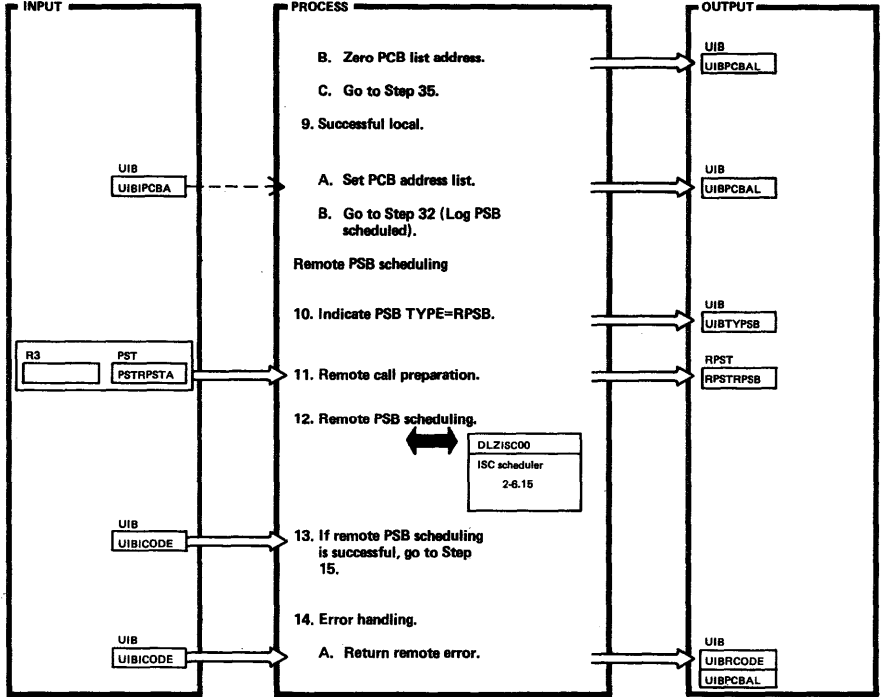 INPUT
PROCESS
OUTPUT
B. Zero PCB list address.
UIB
UIBPCBAL
C. Go to Step 35.
9. Successful local.
UIB
UIBIPCBA
A. Set PCB address list.
UIB
UIBPCBAL
B. Go to Step 32 (Log PSB
scheduled).
Remote PSB scheduling
10. Indicate PSB TYPE=RPSB.
UIB
UIBTYPSB
R3
PST
PSTRPSTA
11. Remote call preparation.
RPST
RPSTRPSB
12. Remote PSB scheduling.
DLZISC00
ISC scheduler
2-6.15
UIB
UIBICODE
13. If remote PSB scheduling
is successful, go to Step
15.
14. Error handling.
UIB
UIBICODE
A. Return remote error.
UIB
UIBRCODE
UIBPCBAL